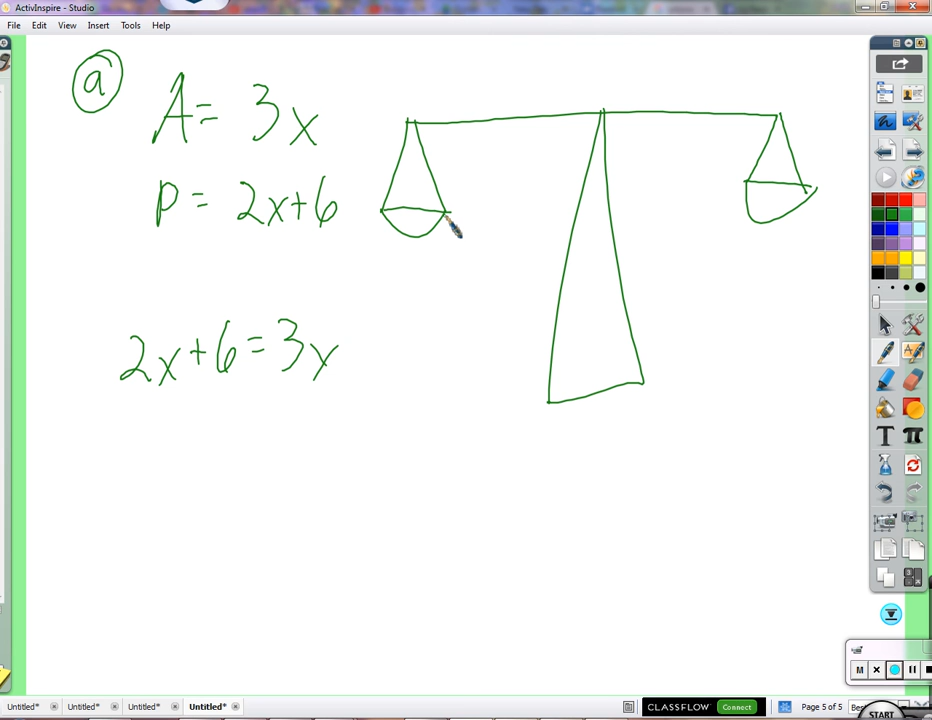 ActivInspire - Studio
File Edit View Insert Tools
a
A = 3x
P = 2x+6
2x+6=3x
T π
M
Untitled* Untitled* Untitled* Untitled*
CLASSFLOW Connect
Page 5 of 5
START